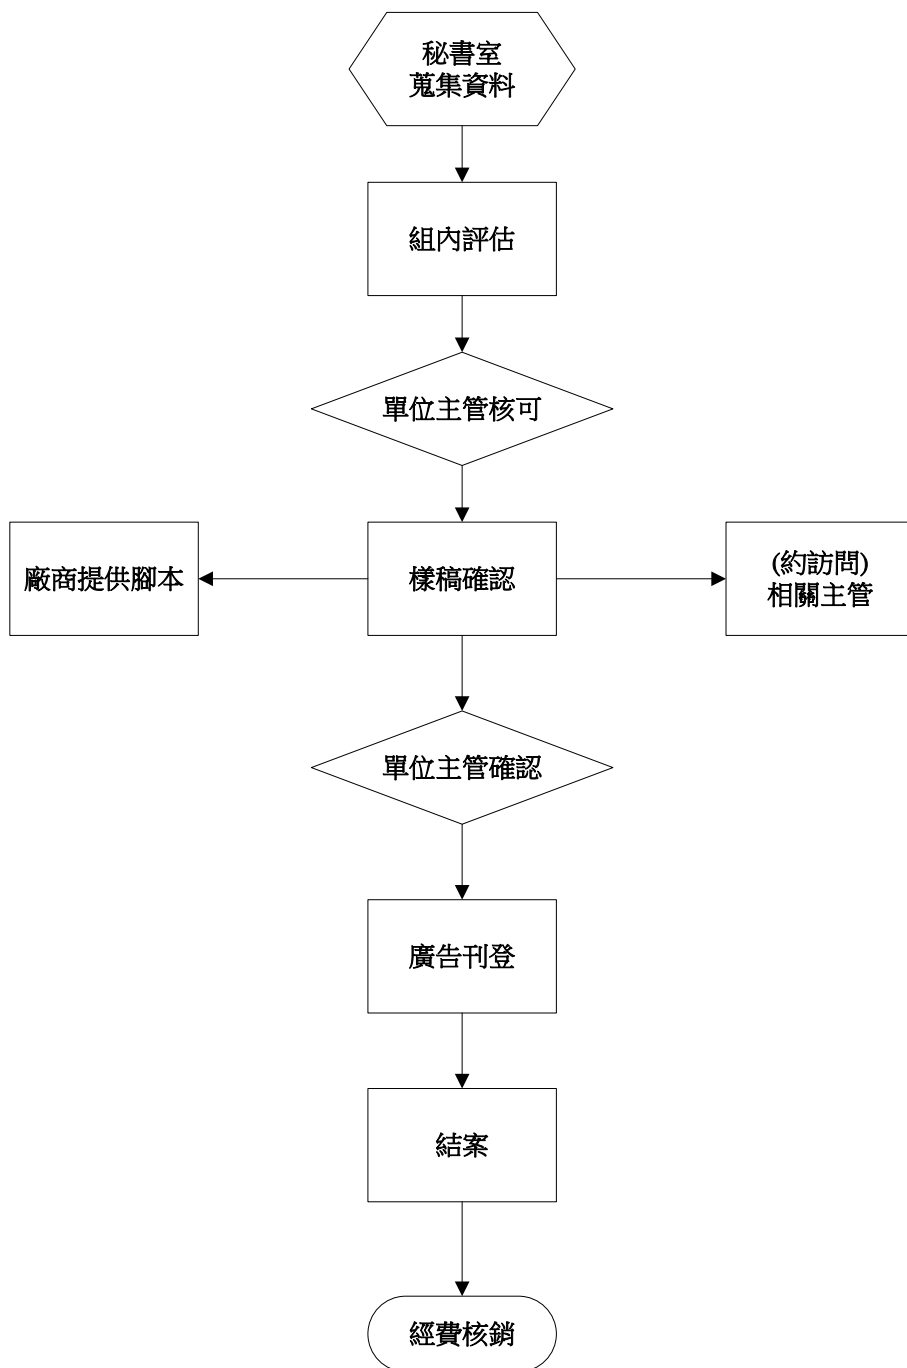 秘書室
蒐集資料
組內評估
單位主管核可
廠商提供腳本
樣稿確認
(約訪問)
相關主管
單位主管確認
廣告刊登
結案
經費核銷